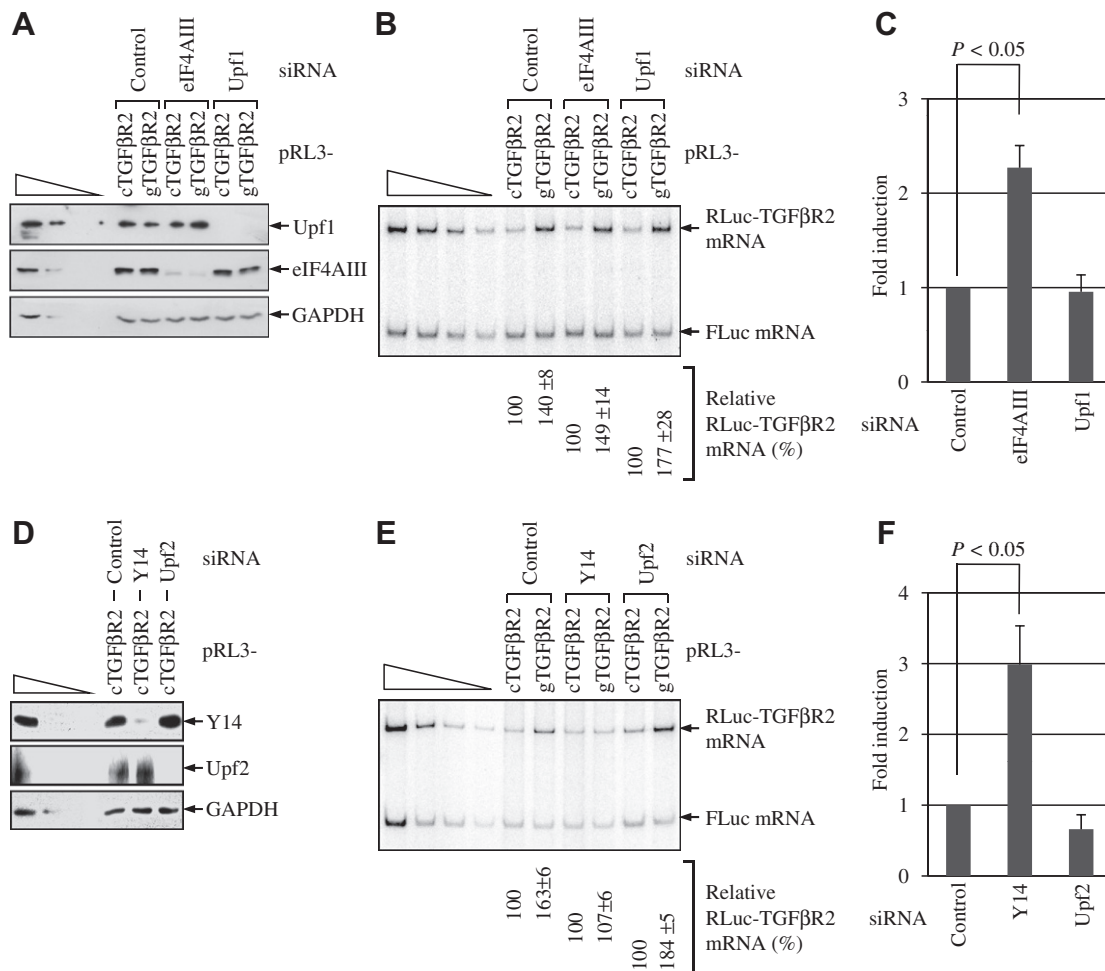 A
Control
eIF4AIII
Upf1
siRNA
cTGFβR2
gTGFβR2
cTGFβR2
gTGFβR2
cTGFβR2
gTGFβR2
pRL3-
Upf1
eIF4AIII
GAPDH
B
Control
eIF4AIII
Upf1
siRNA
cTGFβR2
gTGFβR2
cTGFβR2
gTGFβR2
cTGFβR2
gTGFβR2
pRL3-
RLuc-TGFβR2
mRNA
FLuc mRNA
100
140 ±8
100
149 ±14
100
177 ±28
Relative
RLuc-TGFβR2
mRNA (%)
C
P < 0.05
3
2
1
0
Fold induction
siRNA
Control
eIF4AIII
Upf1
D
cTGFβR2 – Control
cTGFβR2 – Y14
cTGFβR2 – Upf2
siRNA
pRL3-
Y14
Upf2
GAPDH
E
Control
Y14
Upf2
siRNA
cTGFβR2
gTGFβR2
cTGFβR2
gTGFβR2
cTGFβR2
gTGFβR2
pRL3-
RLuc-TGFβR2
mRNA
FLuc mRNA
100
163±6
100
107±6
100
184 ±5
Relative
RLuc-TGFβR2
mRNA (%)
F
P < 0.05
4
3
2
1
0
Fold induction
siRNA
Control
Y14
Upf2